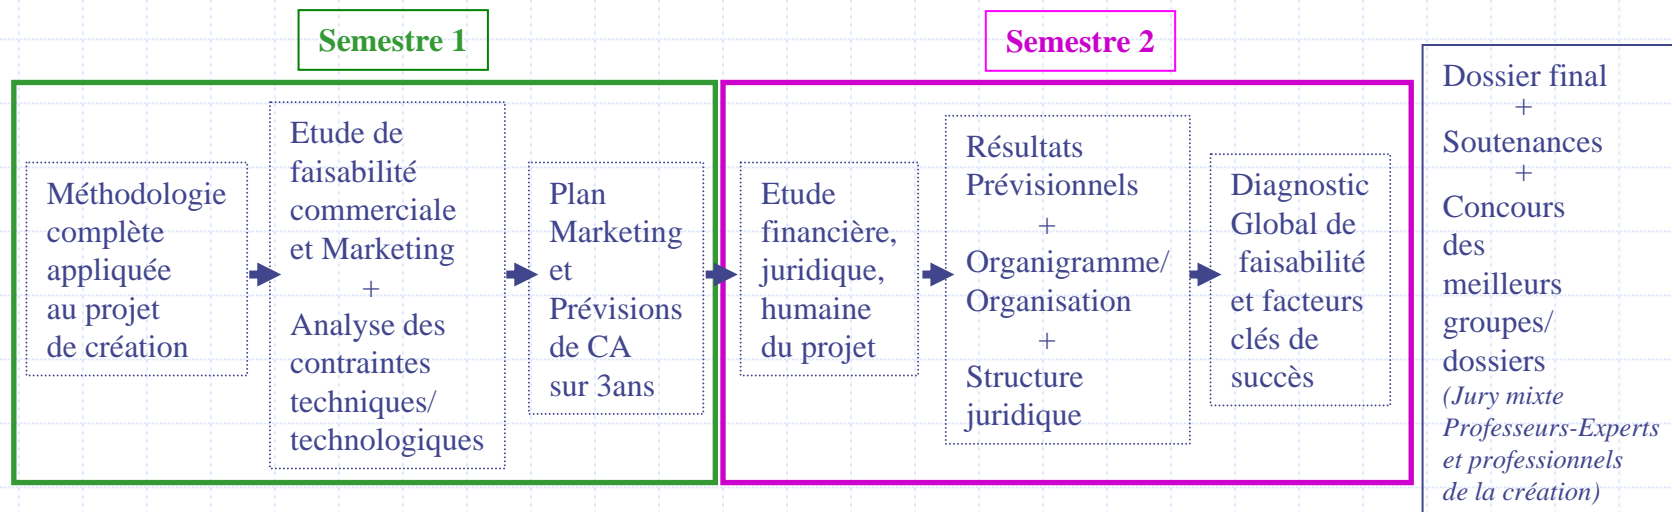 Semestre 1
Méthodologie
complète
appliquée
au projet
de création
Etude de
faisabilité
commerciale
et Marketing
+
Analyse des
contraintes
techniques/
technologiques
Plan
Marketing
et
Prévisions
de CA
sur 3ans
Semestre 2
Etude
financière,
juridique,
humaine
du projet
Résultats
Prévisionnels
+
Organigramme/
Organisation
+
Structure
juridique
Diagnostic
Global de
faisabilité
et facteurs
clés de
succès
Dossier final
+
Soutenances
+
Concours
des
meilleurs
groupes/
dossiers
(Jury mixte
Professeurs-Experts
et professionnels
de la création)